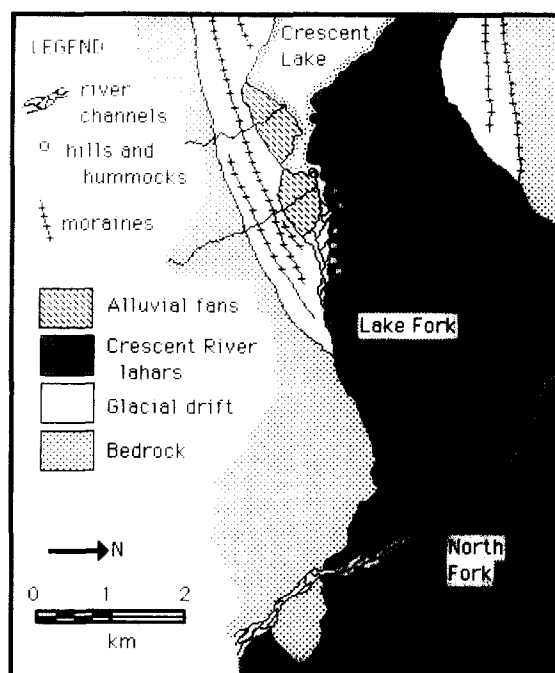 LEGEND
Crescent
Lake
river
channels
hills and
hummocks
moraines
Alluvial fans
Crescent River
lahars
Glacial drift
Bedrock
Lake Fork
North
Fork
N
0 1 2
km